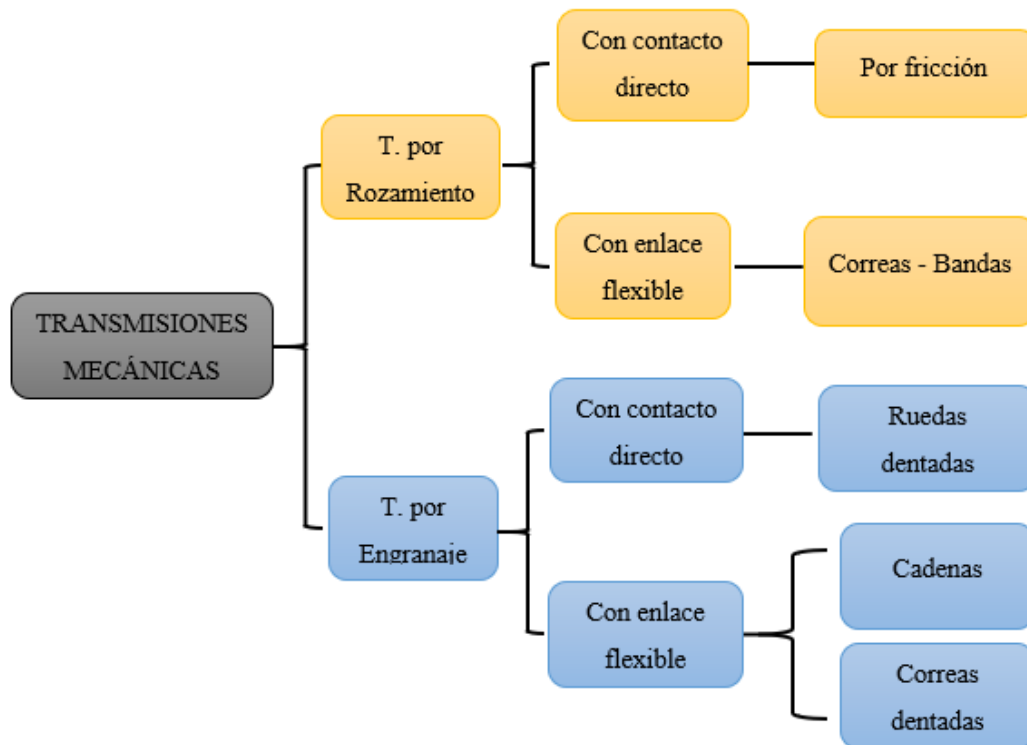 TRANSMISIONES
MECÁNICAS
T. por
Rozamiento
Con contacto
directo
Por fricción
Con enlace
flexible
Correas - Bandas
T. por
Engranaje
Con contacto
directo
Ruedas
dentadas
Con enlace
flexible
Cadenas
Correas
dentadas